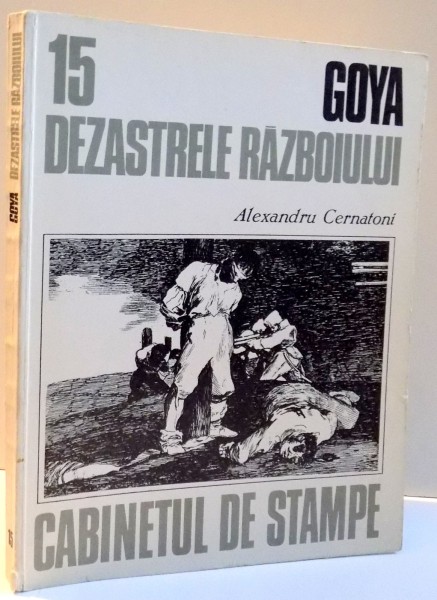 15
GOYA
DEZASTRELE RĂZBOIULUI
Alexandru Cernatoni
CABINETUL DE STAMPE
GOYA DEZASTRELE RĂZBOIULUI
15